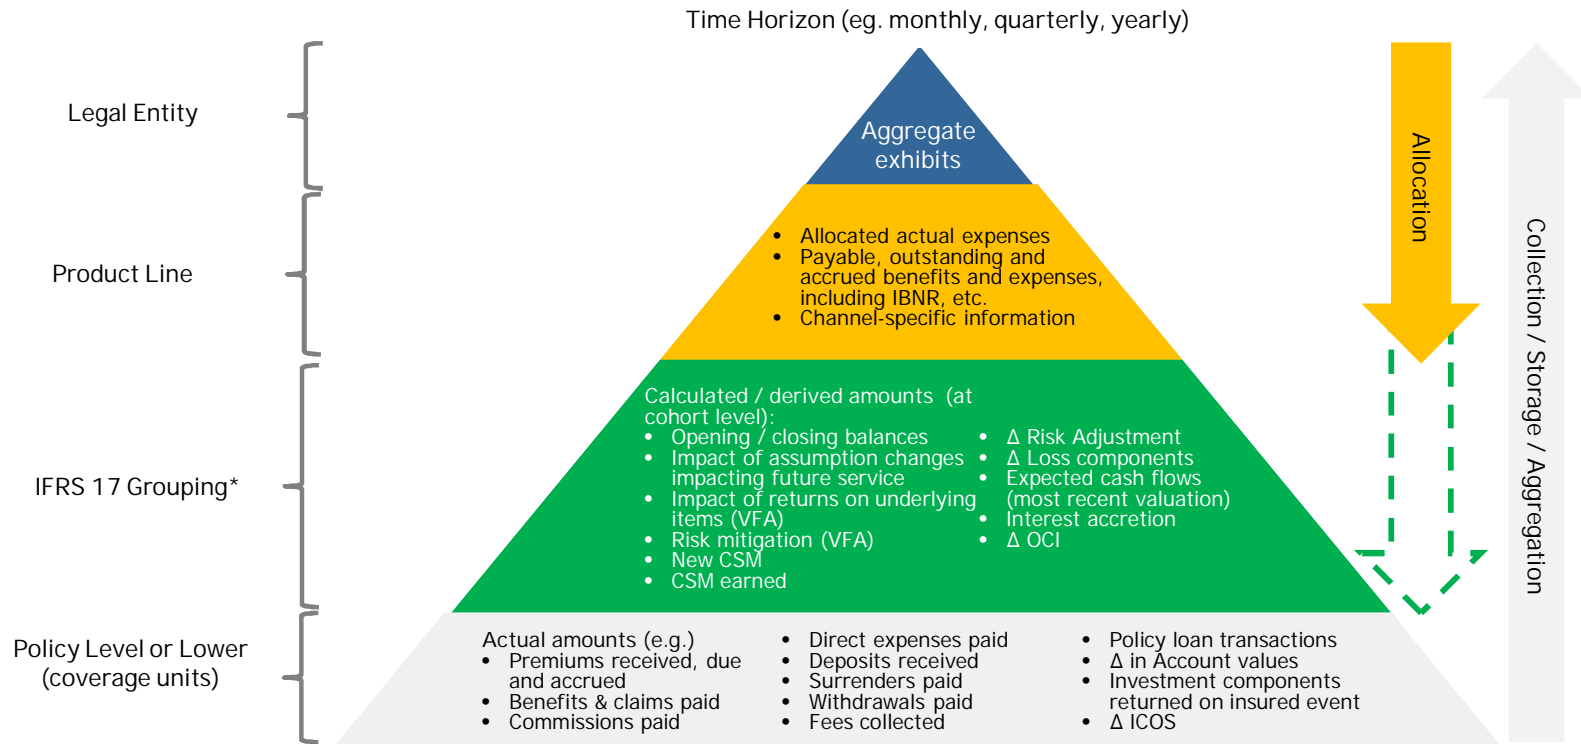 Time Horizon (eg. monthly, quarterly, yearly)
Legal Entity
Aggregate
exhibits
Product Line
• Allocated actual expenses
• Payable, outstanding and
accrued benefits and expenses,
including IBNR, etc.
• Channel-specific information
IFRS 17 Grouping*
Calculated / derived amounts (at
cohort level):
• Opening / closing balances
• Impact of assumption changes
impacting future service
• Impact of returns on underlying
items (VFA)
• Risk mitigation (VFA)
• New CSM
• CSM earned
• Δ Risk Adjustment
• Δ Loss components
• Expected cash flows
(most recent valuation)
• Interest accretion
• Δ OCI
Policy Level or Lower
(coverage units)
Actual amounts (e.g.)
• Premiums received, due
and accrued
• Benefits & claims paid
• Commissions paid
• Direct expenses paid
• Deposits received
• Surrenders paid
• Withdrawals paid
• Fees collected
• Policy loan transactions
• Δ in Account values
• Investment components
returned on insured event
• Δ ICOS
Allocation
Collection / Storage / Aggregation